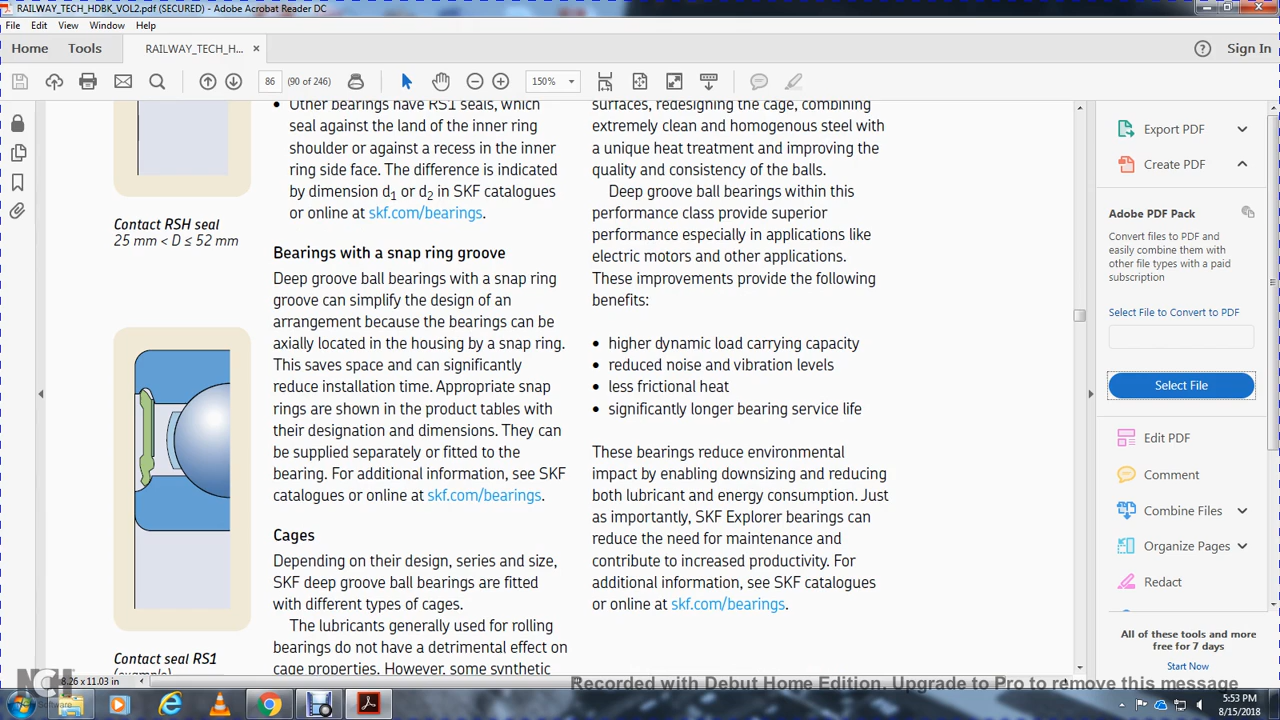 RAILWAY_TECH_HDBK_VOL2.pdf (SECURED) - Adobe Acrobat Reader DC
File Edit View Window Help
Home Tools RAILWAY_TECH_H... × Sign In
86 (90 of 246) 150%
Contact RSH seal
25 mm < D ≤ 52 mm
Contact seal RS1
(example)
• Other bearings have RS1 seals, which
seal against the land of the inner ring
shoulder or against a recess in the inner
ring side face. The difference is indicated
by dimension d1 or d2 in SKF catalogues
or online at skf.com/bearings.
Bearings with a snap ring groove
Deep groove ball bearings with a snap ring
groove can simplify the design of an
arrangement because the bearings can be
axially located in the housing by a snap ring.
This saves space and can significantly
reduce installation time. Appropriate snap
rings are shown in the product tables with
their designation and dimensions. They can
be supplied separately or fitted to the
bearing. For additional information, see SKF
catalogues or online at skf.com/bearings.
Cages
Depending on their design, series and size,
SKF deep groove ball bearings are fitted
with different types of cages.
The lubricants generally used for rolling
bearings do not have a detrimental effect on
cage properties. However, some synthetic
surfaces, redesigning the cage, combining
extremely clean and homogenous steel with
a unique heat treatment and improving the
quality and consistency of the balls.
Deep groove ball bearings within this
performance class provide superior
performance especially in applications like
electric motors and other applications.
These improvements provide the following
benefits:
• higher dynamic load carrying capacity
• reduced noise and vibration levels
• less frictional heat
• significantly longer bearing service life
These bearings reduce environmental
impact by enabling downsizing and reducing
both lubricant and energy consumption. Just
as importantly, SKF Explorer bearings can
reduce the need for maintenance and
contribute to increased productivity. For
additional information, see SKF catalogues
or online at skf.com/bearings.
Export PDF
Create PDF
Adobe PDF Pack
Convert files to PDF and
easily combine them with
other file types with a paid
subscription
Select File to Convert to PDF
Select File
Edit PDF
Comment
Combine Files
Organize Pages
Redact
All of these tools and more
free for 7 days
Start Now
8.26 x 11.03 in
NCH
Software
Recorded with Debut Home Edition. Upgrade to Pro to remove this message
5:53 PM
8/15/2018